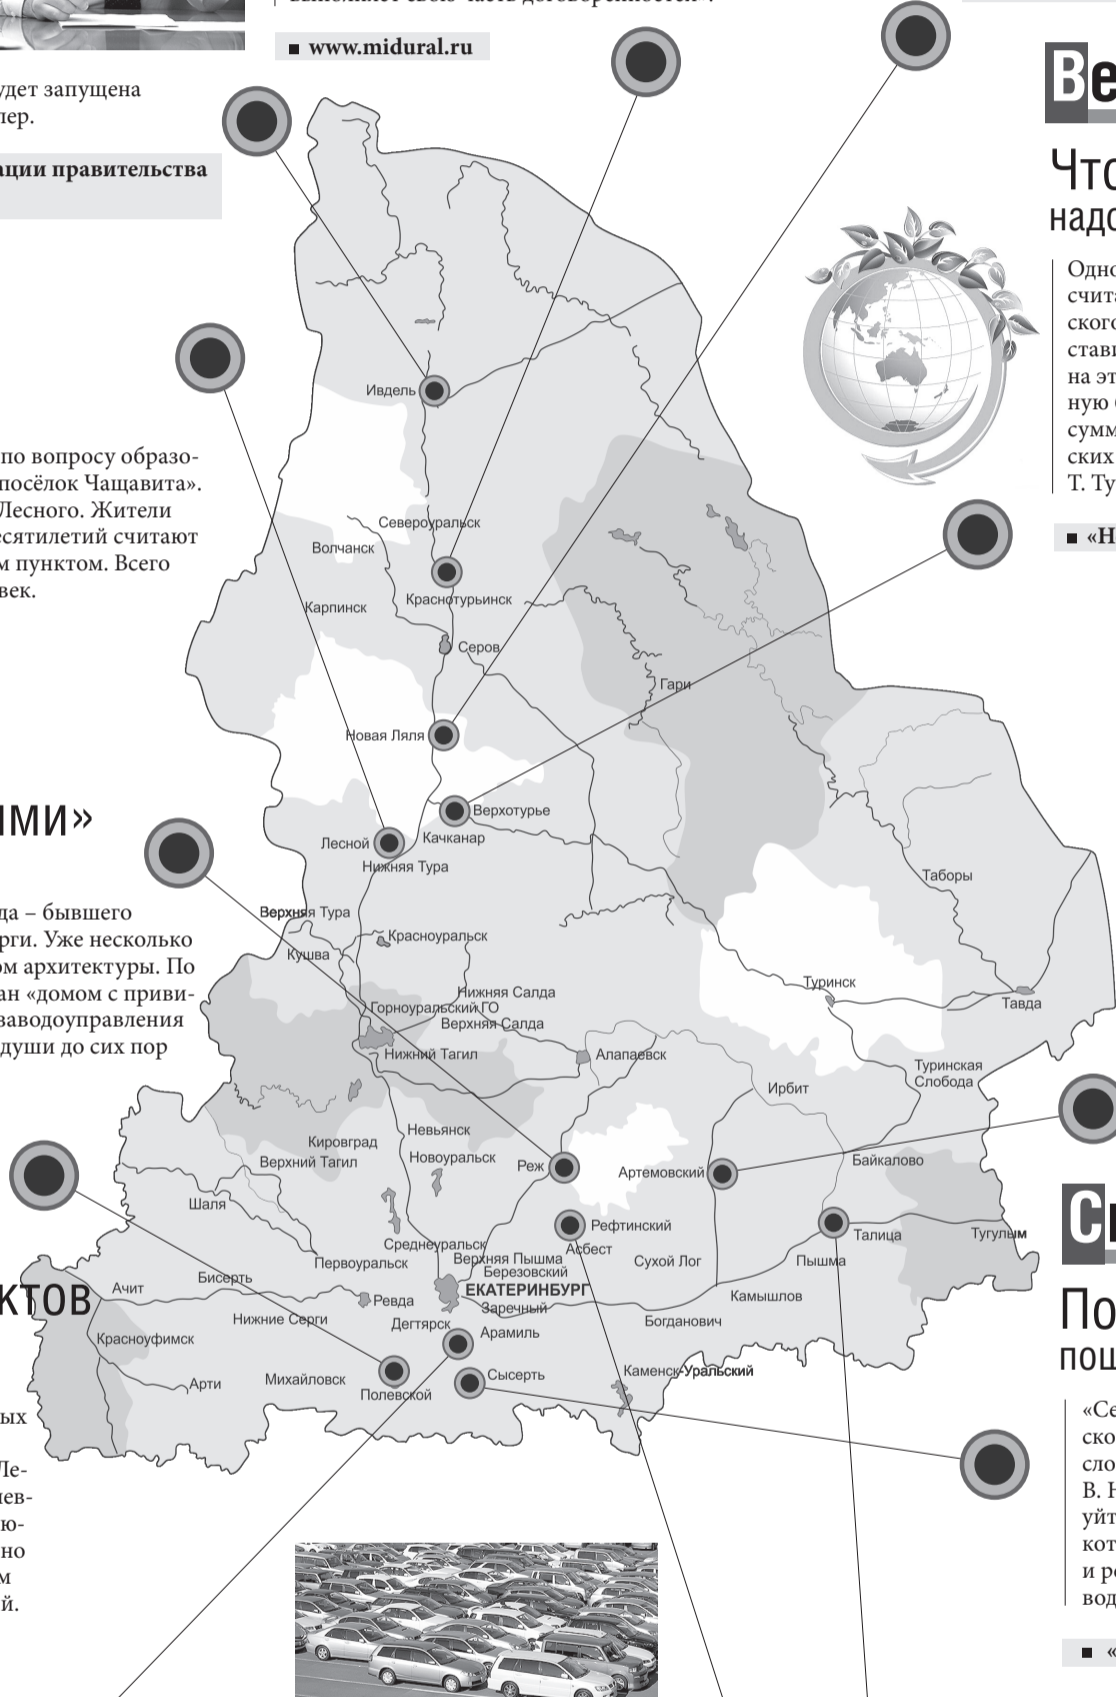 ■ www.midural.ru
удет запущена
ации правительства
по вопросу образо-
посёлок Чащавита».
Лесного. Жители
есятилетий считают
м пунктом. Всего
век.
ыми»
да – бывшего
рги. Уже несколько
ом архитектуры. По
ан «домом с приви-
заводоуправления
души до сих пор
ктов
ых
Ле-
лев-
ю-
но
м
й.
Ивдель
Североуральск
Волчанск
Краснотурьинск
Карпинск
Серов
Гари
Новая Ляля
Верхотурье
Качканар
Лесной
Нижняя Тура
Таборы
Верхняя Тура
Красноуральск
Кушва
Туринск
Нижняя Салда
Тавда
Горноуральский ГО
Верхняя Салда
Нижний Тагил
Алапаевск
Туринская
Слобода
Ирбит
Невьянск
Кировград
Новоуральск
Верхний Тагил
Реж
Артемовский
Байкалово
Шаля
Рефтинский
Талица
Тугулым
Среднеуральск
Асбест
Верхняя Пышма
Первоуральск
Сухой Лог
Пышма
Березовский
Бисерть
Ачит
ЕКАТЕРИНБУРГ
Камышлов
Ревда
Заречный
Нижние Серги
Дегтярск
Богданович
Арамиль
Красноуфимск
Каменск-Уральский
Сысерть
Михайловск
Арти
Полевской
Ве
Что
надо
Одно
счита
ского
стави
на эт
ную
сумм
ских
Т. Ту
■ «Н
По
пош
«Се
ско
сло
В. Н
уйт
кот
и ре
вод
■ «